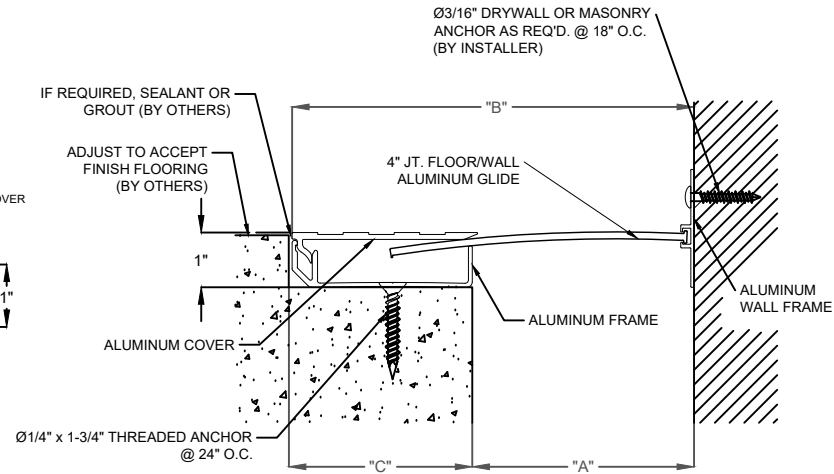 Ø3/16" DRYWALL OR MASONRY
ANCHOR AS REQ'D. @ 18" O.C.
(BY INSTALLER)
IF REQUIRED, SEALANT OR
GROUT (BY OTHERS)
"B"
ADJUST TO ACCEPT
FINISH FLOORING
(BY OTHERS)
4" JT. FLOOR/WALL
ALUMINUM GLIDE
OVER
1"
1"
ALUMINUM
WALL FRAME
ALUMINUM FRAME
ALUMINUM COVER
Ø1/4" x 1-3/4" THREADED ANCHOR
@ 24" O.C.
"C"
"A"